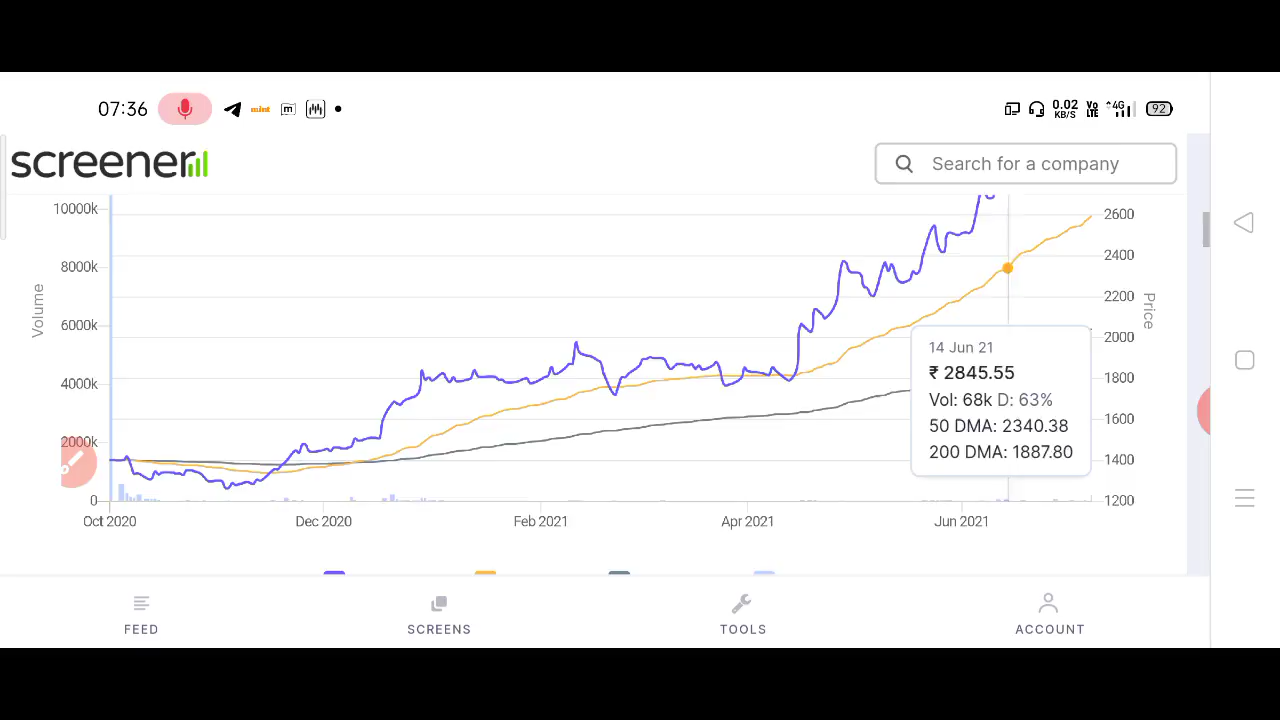 07:36
mint
m
0.02
KB/S
Vo
LTE
4G
92
screener
Search for a company
10000k
8000k
6000k
4000k
2000k
0
Volume
2600
2400
2200
2000
1800
1600
1400
1200
Price
14 Jun 21
₹ 2845.55
Vol: 68k D: 63%
50 DMA: 2340.38
200 DMA: 1887.80
Oct 2020 Dec 2020 Feb 2021 Apr 2021 Jun 2021
FEED SCREENS TOOLS ACCOUNT